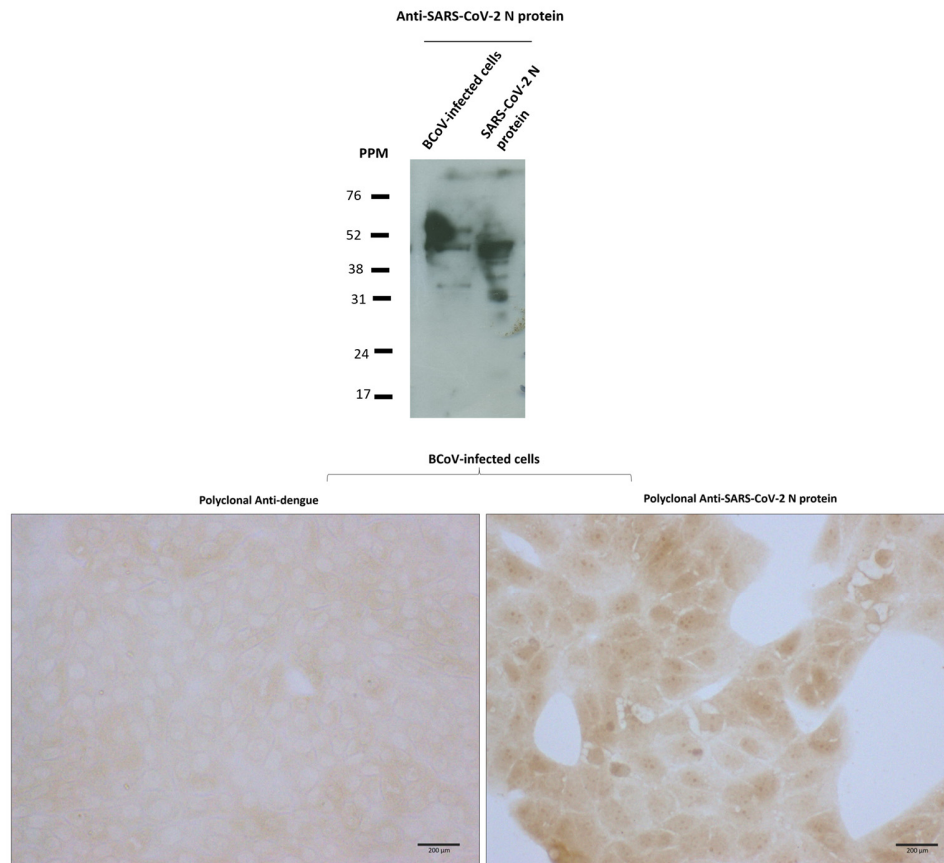 Anti-SARS-CoV-2 N protein
BCoV-infected cells
SARS-CoV-2 N
protein
PPM
76
52
38
31
24
17
BCoV-infected cells
Polyclonal Anti-dengue
Polyclonal Anti-SARS-CoV-2 N protein
200 µm
200 µm